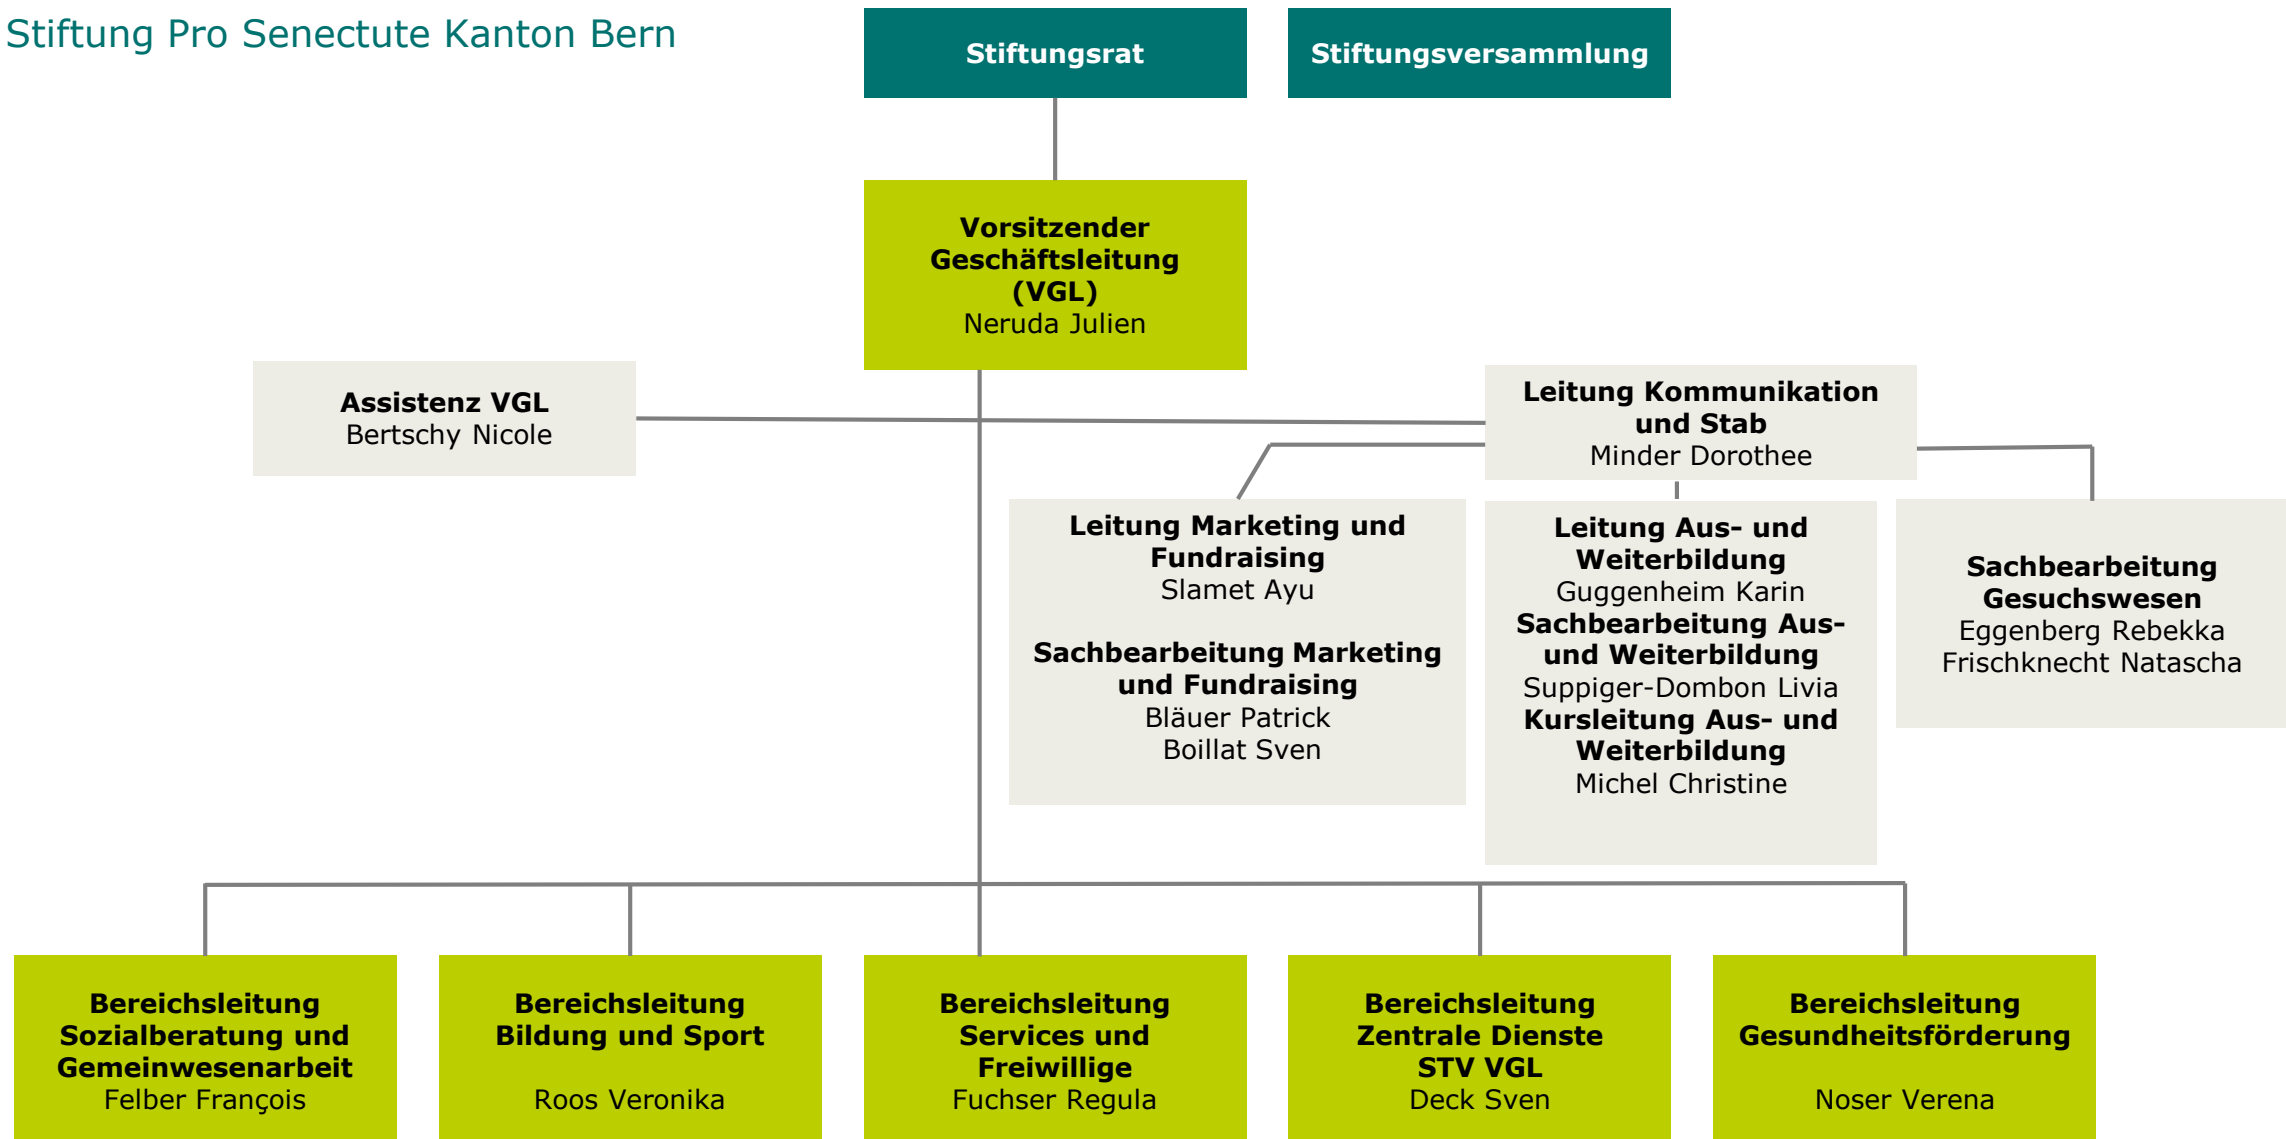 Stiftung Pro Senectute Kanton Bern
Stiftungsrat
Stiftungsversammlung
Vorsitzender
Geschäftsleitung
(VGL)
Neruda Julien
Assistenz VGL
Bertschy Nicole
Leitung Kommunikation
und Stab
Minder Dorothee
Leitung Marketing und
Fundraising
Slamet Ayu
Sachbearbeitung Marketing
und Fundraising
Bläuer Patrick
Boillat Sven
Leitung Aus- und
Weiterbildung
Guggenheim Karin
Sachbearbeitung Aus-
und Weiterbildung
Suppiger-Dombon Livia
Kursleitung Aus- und
Weiterbildung
Michel Christine
Sachbearbeitung
Gesuchswesen
Eggenberg Rebekka
Frischknecht Natascha
Bereichsleitung
Sozialberatung und
Gemeinwesenarbeit
Felber François
Bereichsleitung
Bildung und Sport
Roos Veronika
Bereichsleitung
Services und
Freiwillige
Fuchser Regula
Bereichsleitung
Zentrale Dienste
STV VGL
Deck Sven
Bereichsleitung
Gesundheitsförderung
Noser Verena